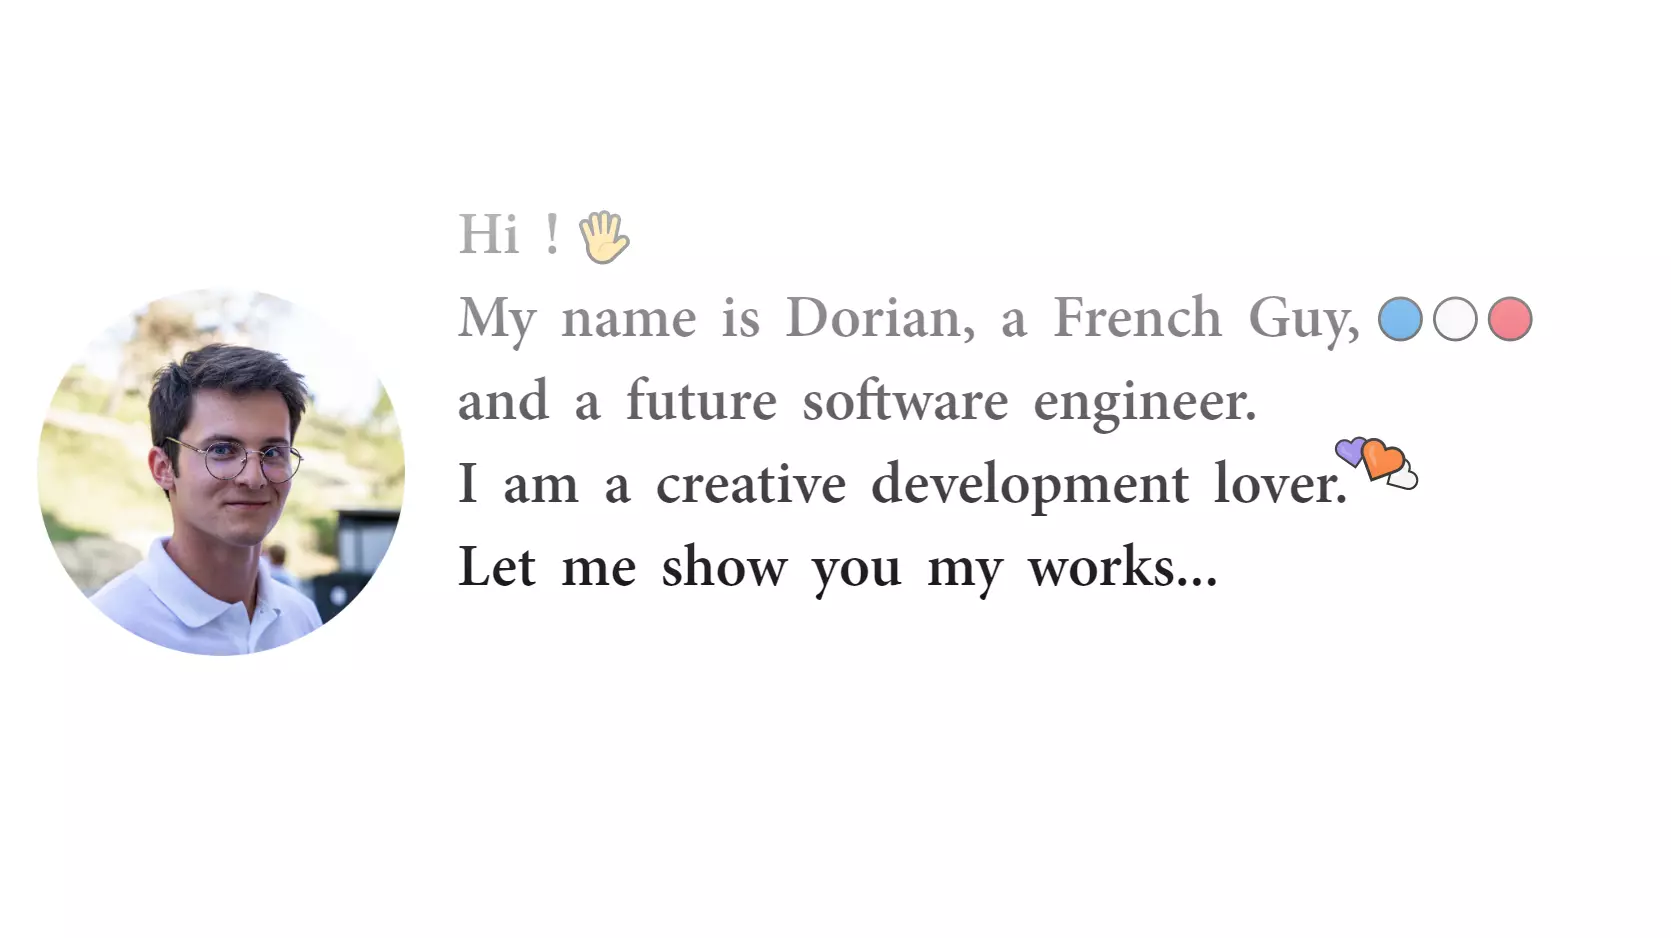 Hi ! 🖐
My name is Dorian, a French Guy,
and a future software engineer.
I am a creative development lover.
Let me show you my works...